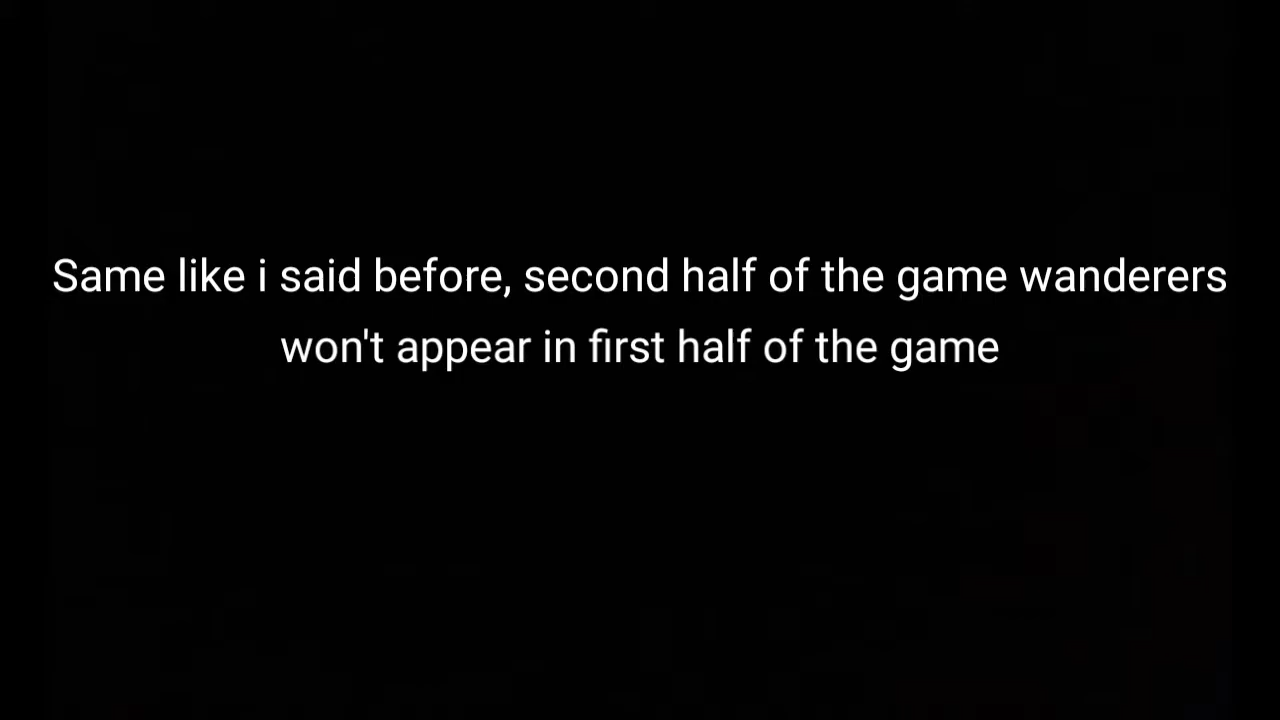 Same like i said before, second half of the game wanderers
won't appear in first half of the game